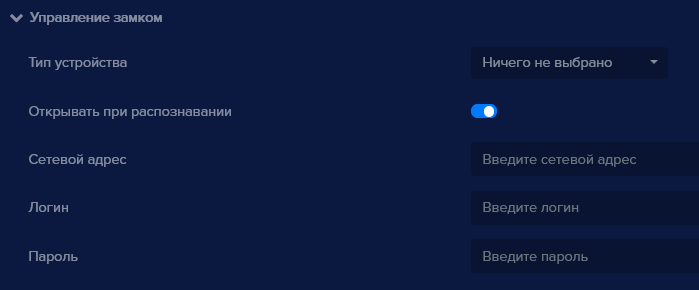 Управление замком
Тип устройства Ничего не выбрано
Открывать при распознавании
Сетевой адрес Введите сетевой адрес
Логин Введите логин
Пароль Введите пароль